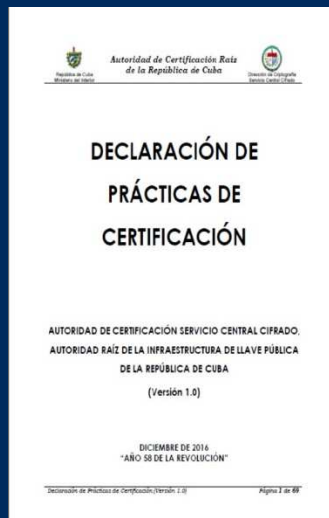 Autoridad de Certificación Raíz
de la República de Cuba
República de Cuba
Ministerio del Interior
Dirección de Criptografía
Servicio Central Cifrado
DECLARACIÓN DE
PRÁCTICAS DE
CERTIFICACIÓN
AUTORIDAD DE CERTIFICACIÓN SERVICIO CENTRAL CIFRADO,
AUTORIDAD RAÍZ DE LA INFRAESTRUCTURA DE LLAVE PÚBLICA
DE LA REPÚBLICA DE CUBA
(Versión 1.0)
DICIEMBRE DE 2016
"AÑO 58 DE LA REVOLUCIÓN"
Declaración de Prácticas de Certificación (Versión 1.0)
Página 1 de 69